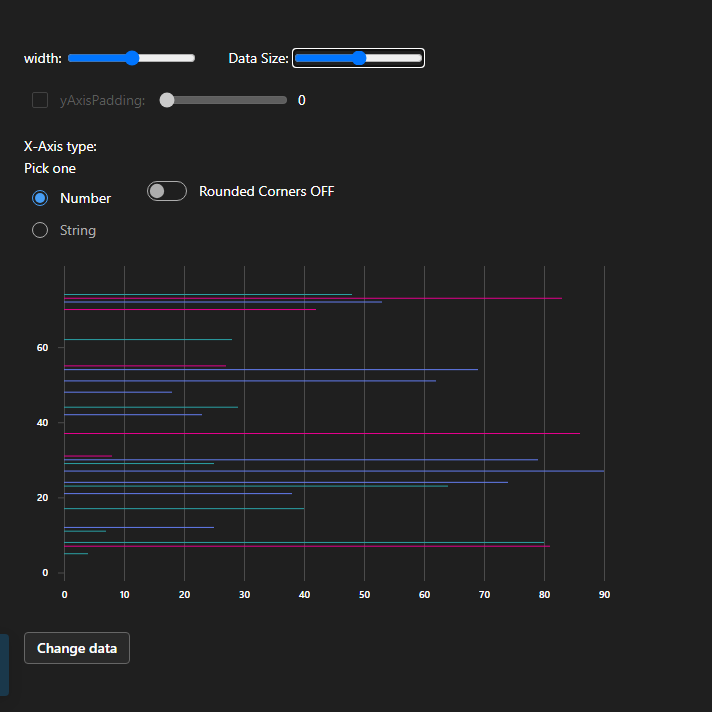 width: Data Size:
yAxisPadding: 0
X-Axis type:
Pick one
Number Rounded Corners OFF
String
60
40
20
0
0 10 20 30 40 50 60 70 80 90
Change data